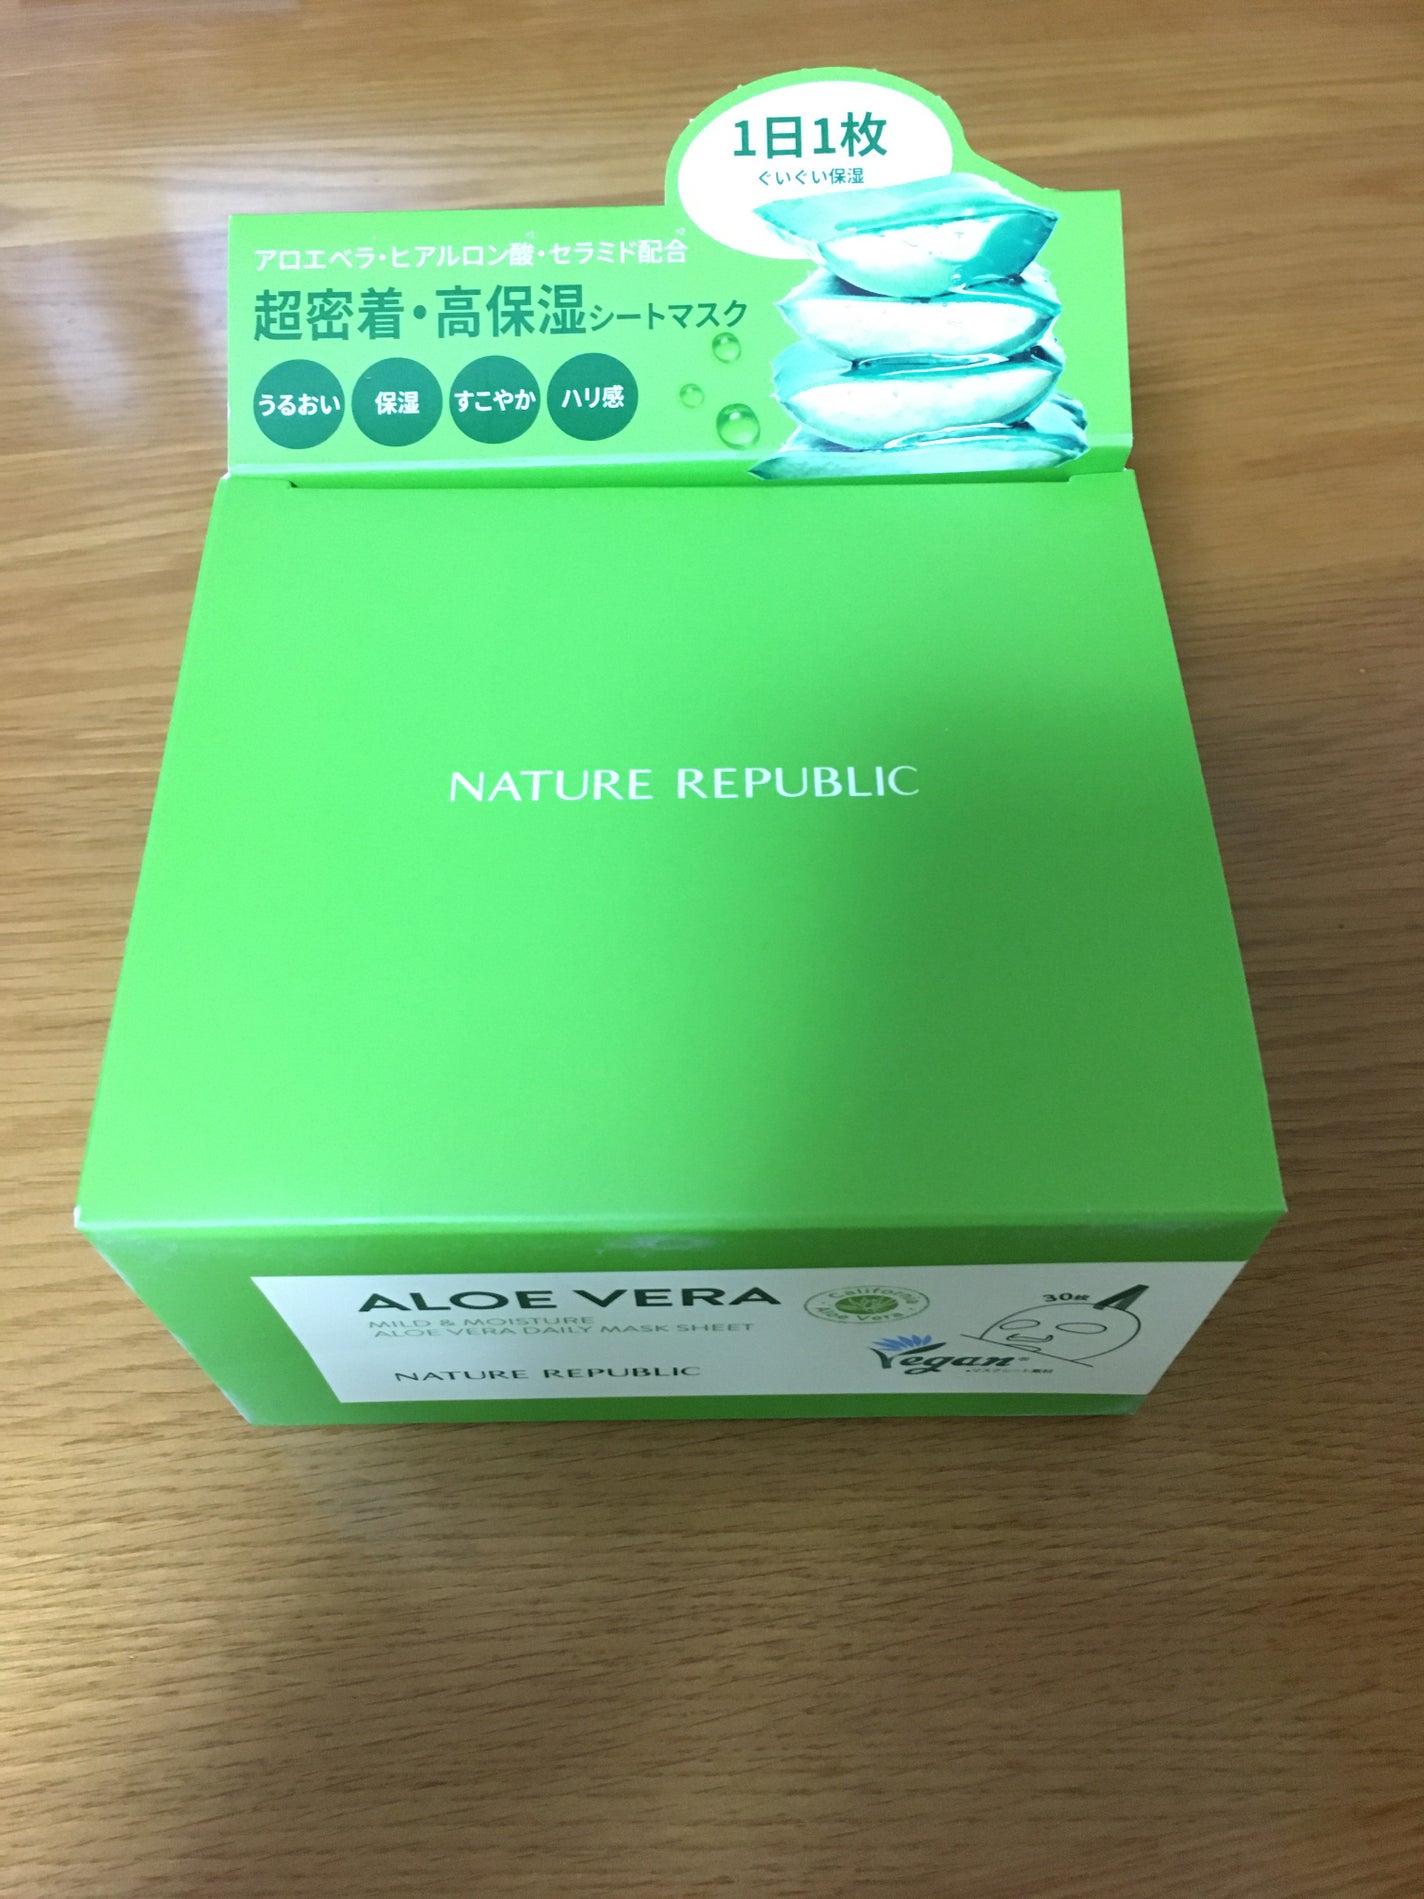 1日1枚
ぐいぐい保湿
アロエベラ・ヒアルロン酸※1・セラミド配合※2
超密着・高保湿シートマスク
うるおい 保湿 すこやか ハリ感
NATURE REPUBLIC
ALOE VERA
MILD & MOISTURE
ALOE VERA DAILY MASK SHEET
NATURE REPUBLIC
California
Aloe Vera
30枚
Vegan®